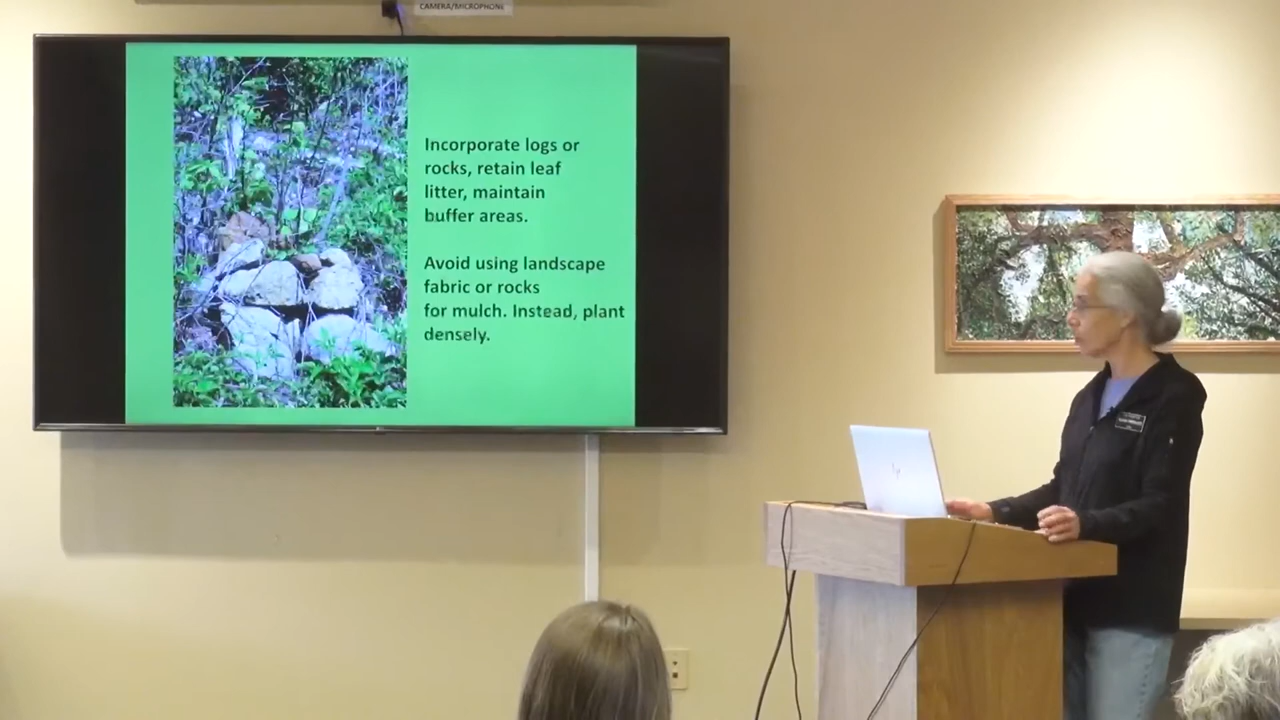 CAMERA/MICROPHONE
Incorporate logs or
rocks, retain leaf
litter, maintain
buffer areas.
Avoid using landscape
fabric or rocks
for mulch. Instead, plant
densely.
hp